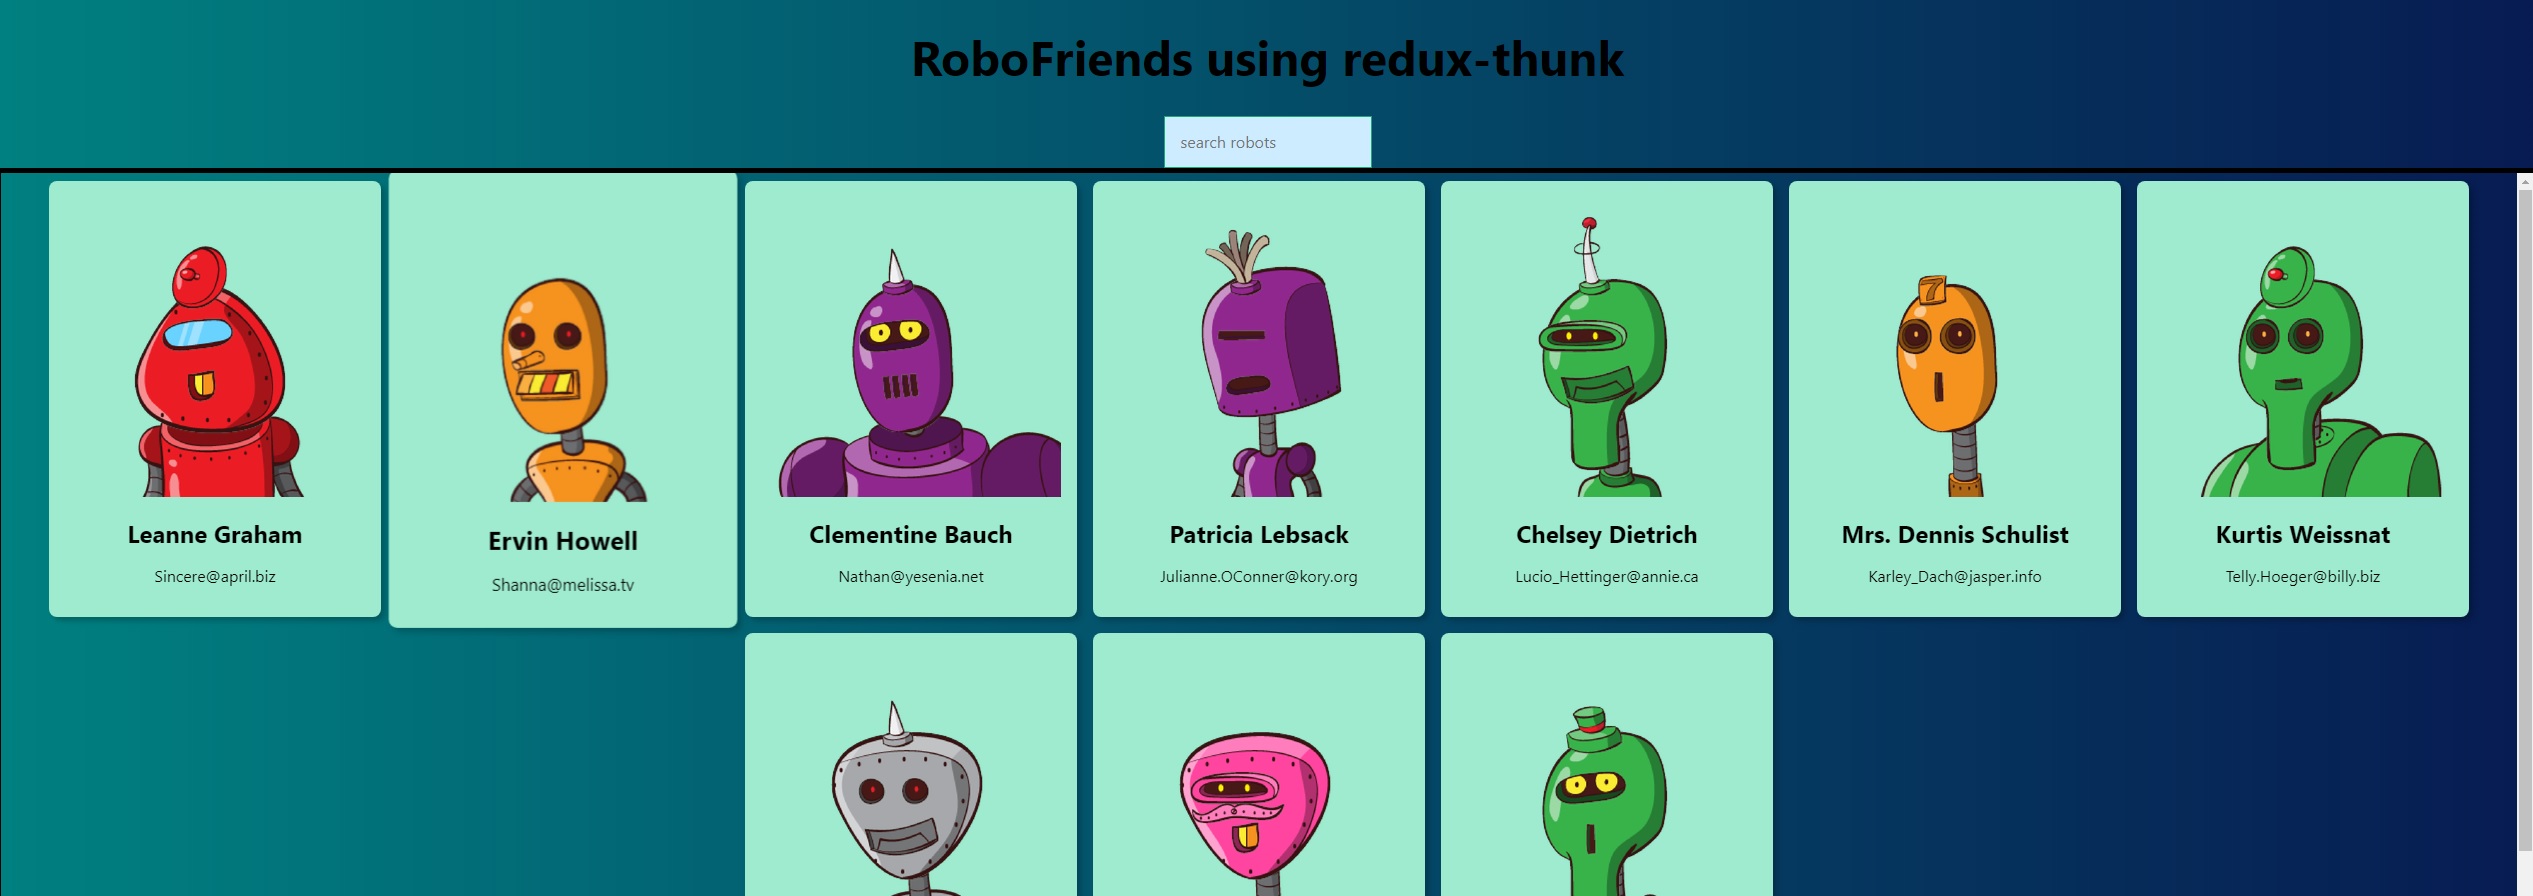 RoboFriends using redux-thunk
search robots
7
Leanne Graham
Sincere@april.biz
Ervin Howell
Shanna@melissa.tv
Clementine Bauch
Nathan@yesenia.net
Patricia Lebsack
Julianne.OConner@kory.org
Chelsey Dietrich
Lucio_Hettinger@annie.ca
Mrs. Dennis Schulist
Karley_Dach@jasper.info
Kurtis Weissnat
Telly.Hoeger@billy.biz